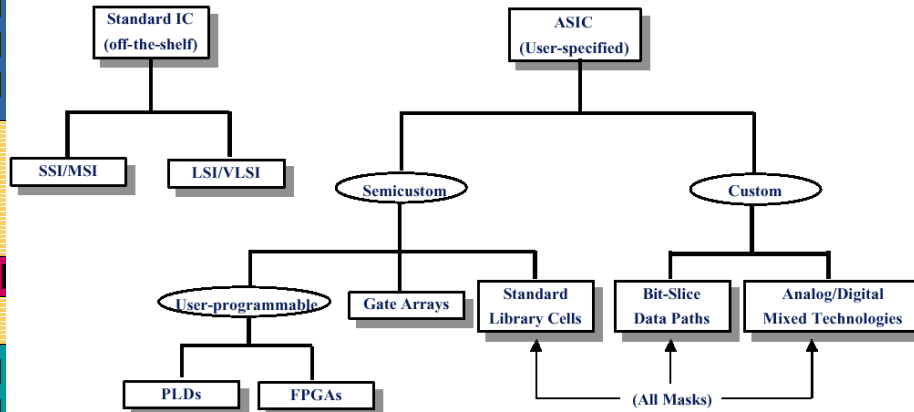 Standard IC
(off-the-shelf)
ASIC
(User-specified)
SSI/MSI
LSI/VLSI
Semicustom
Custom
User-programmable
Gate Arrays
Standard
Library Cells
Bit-Slice
Data Paths
Analog/Digital
Mixed Technologies
PLDs
FPGAs
(All Masks)